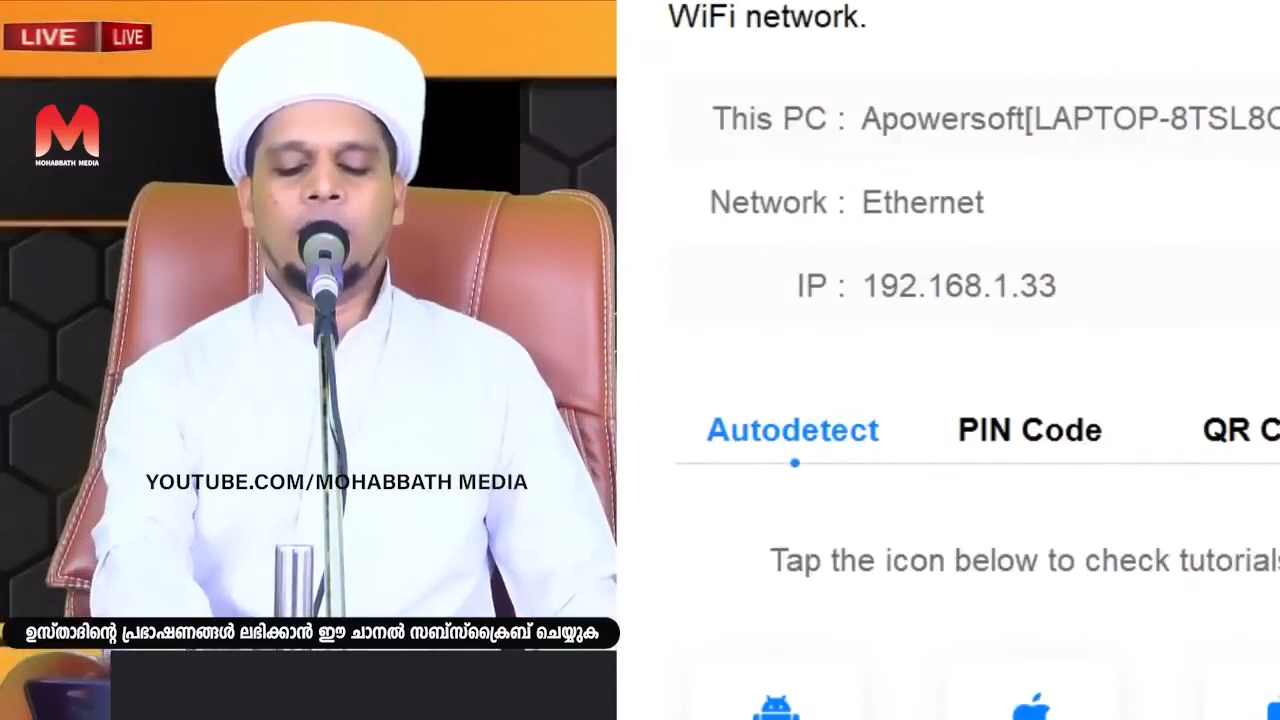 LIVE LIVE
MOHABBATH MEDIA
YOUTUBE.COM/MOHABBATH MEDIA
ഉസ്താദിന്റെ പ്രഭാഷണങ്ങൾ ലഭിക്കാൻ ഈ ചാനൽ സബ്സ്ക്രൈബ് ചെയ്യുക
WiFi network.
This PC : Apowersoft[LAPTOP-8TSL8
Network : Ethernet
IP : 192.168.1.33
Autodetect PIN Code QR
Tap the icon below to check tutorials